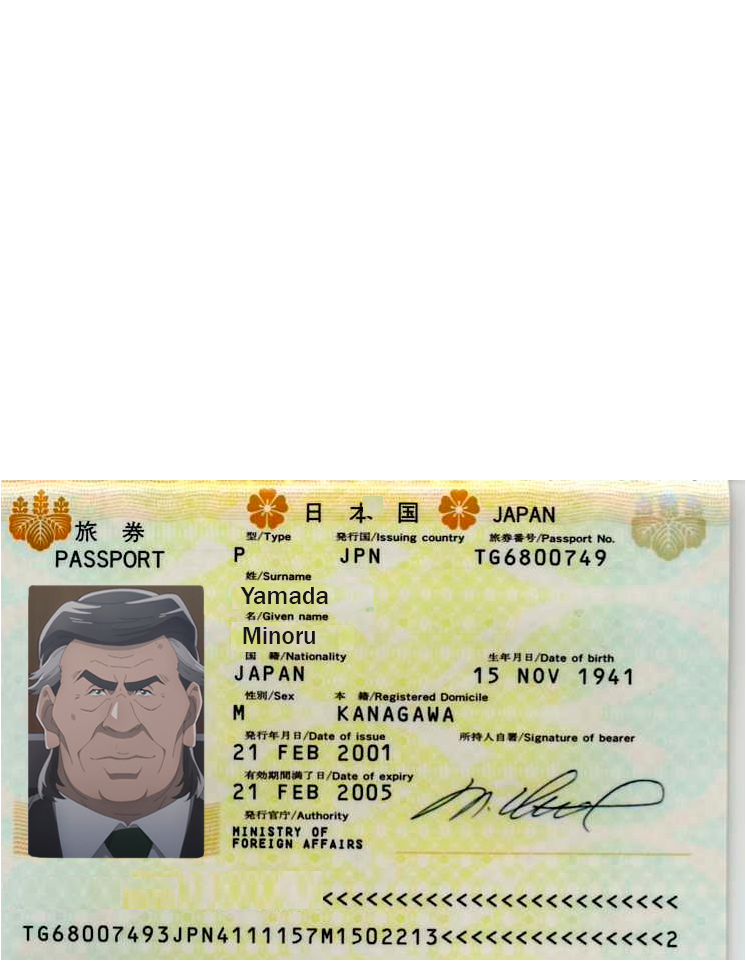 日 本 国 JAPAN
旅 券
PASSPORT
型/Type 発行国/Issuing country 旅券番号/Passport No.
P JPN TG6800749
姓/Surname
Yamada
名/Given name
Minoru
国 籍/Nationality 生年月日/Date of birth
JAPAN 15 NOV 1941
性別/Sex 本 籍/Registered Domicile
M KANAGAWA
発行年月日/Date of issue 所持人自署/Signature of bearer
21 FEB 2001
有効期間満了日/Date of expiry
21 FEB 2005
発行官庁/Authority
MINISTRY OF
FOREIGN AFFAIRS
<<<<<<<<<<<<<<<<<<<<<<<<<
TG68007493JPN4111157M1502213<<<<<<<<<<<<<<<2